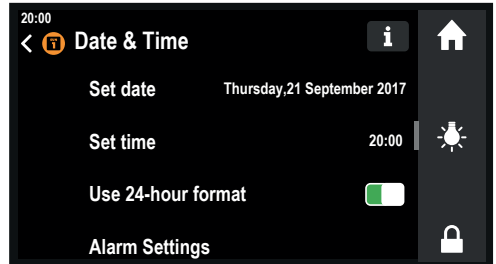 20:00
Date & Time
i
Set date Thursday,21 September 2017
Set time 20:00
Use 24-hour format
Alarm Settings